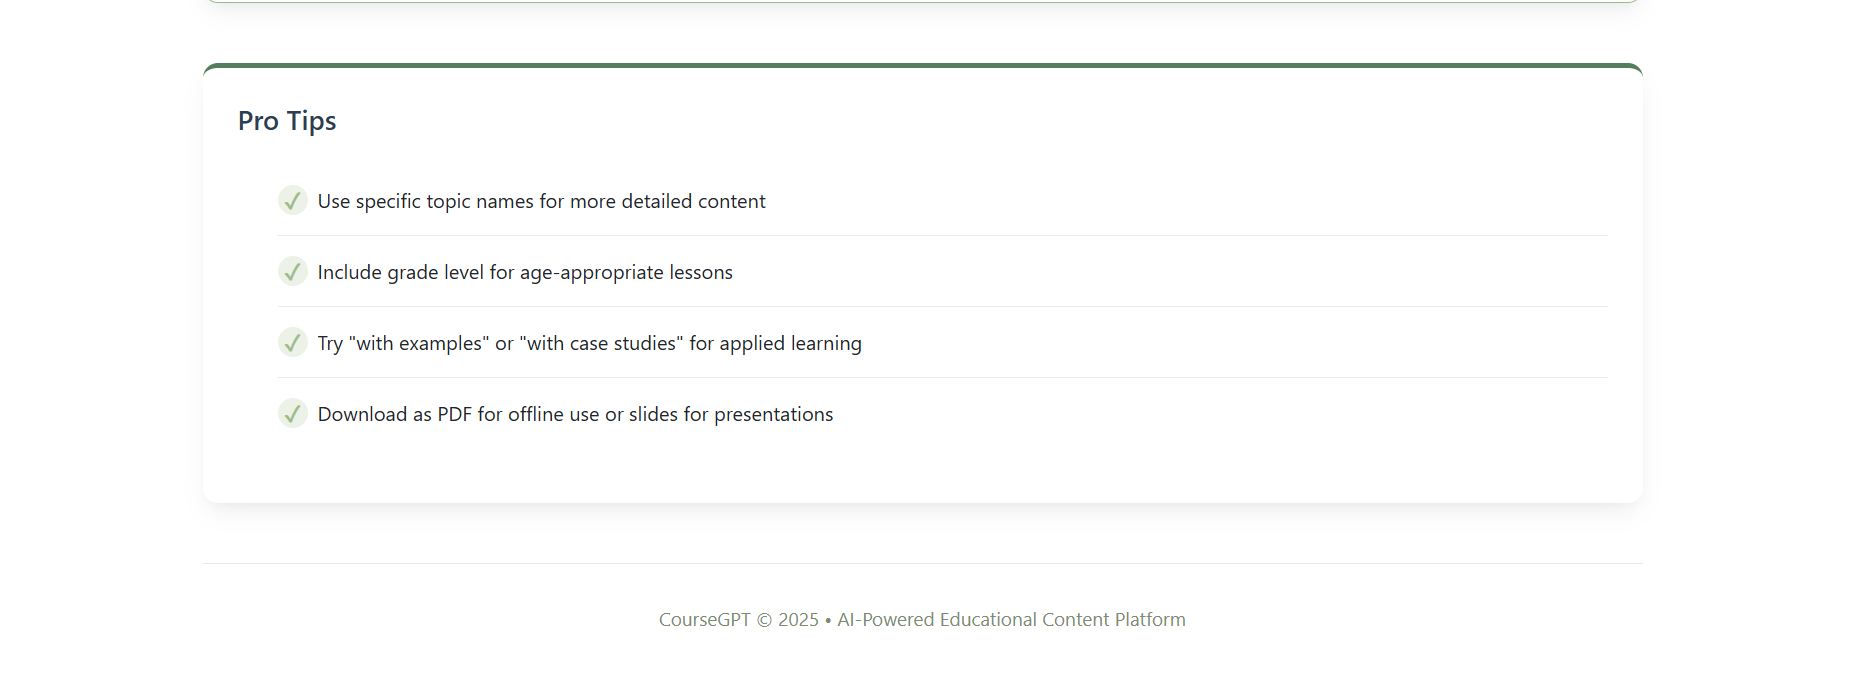 Pro Tips
Use specific topic names for more detailed content
Include grade level for age-appropriate lessons
Try "with examples" or "with case studies" for applied learning
Download as PDF for offline use or slides for presentations
CourseGPT © 2025 • AI-Powered Educational Content Platform